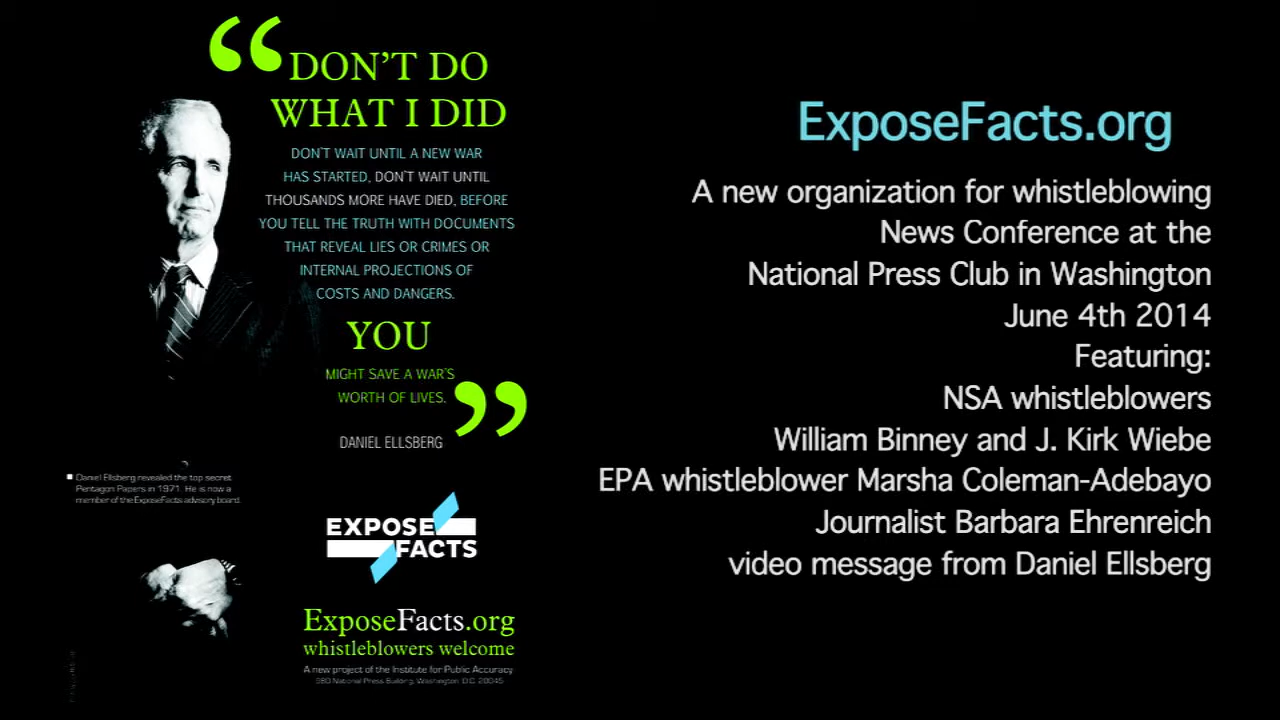 “DON’T DO
WHAT I DID
DON'T WAIT UNTIL A NEW WAR
HAS STARTED, DON'T WAIT UNTIL
THOUSANDS MORE HAVE DIED, BEFORE
YOU TELL THE TRUTH WITH DOCUMENTS
THAT REVEAL LIES OR CRIMES OR
INTERNAL PROJECTIONS OF
COSTS AND DANGERS.
YOU
MIGHT SAVE A WAR'S
WORTH OF LIVES.”
DANIEL ELLSBERG
Daniel Ellsberg revealed the top secret
Pentagon Papers in 1971. He is now a
member of the ExposeFacts advisory board.
EXPOSE
FACTS
ExposeFacts.org
whistleblowers welcome
A new project of the Institute for Public Accuracy
980 National Press Building, Washington, D.C. 20045
ExposeFacts.org
A new organization for whistleblowing
News Conference at the
National Press Club in Washington
June 4th 2014
Featuring:
NSA whistleblowers
William Binney and J. Kirk Wiebe
EPA whistleblower Marsha Coleman-Adebayo
Journalist Barbara Ehrenreich
video message from Daniel Ellsberg